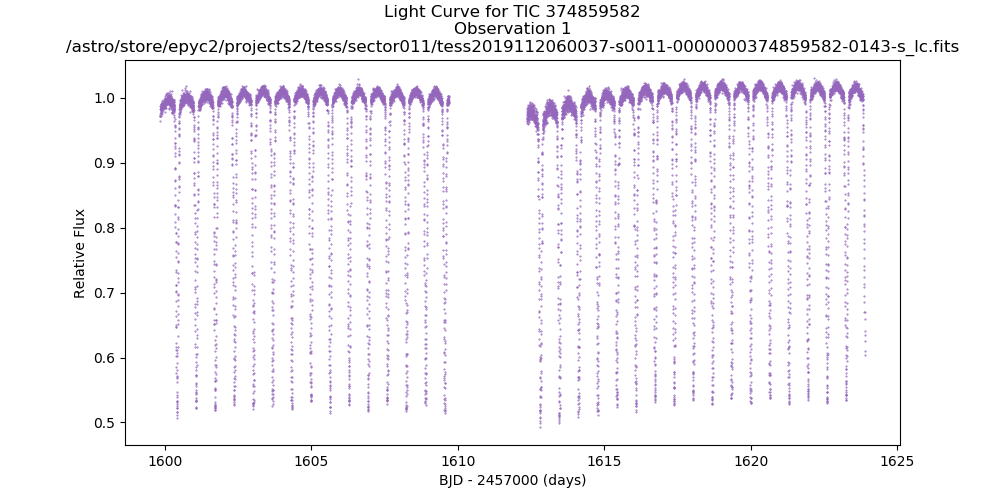 Light Curve for TIC 374859582
Observation 1
/astro/store/epyc2/projects2/tess/sector011/tess2019112060037-s0011-0000000374859582-0143-s_lc.fits
Relative Flux
1.0
0.9
0.8
0.7
0.6
0.5
1600
1605
1610
1615
1620
1625
BJD - 2457000 (days)